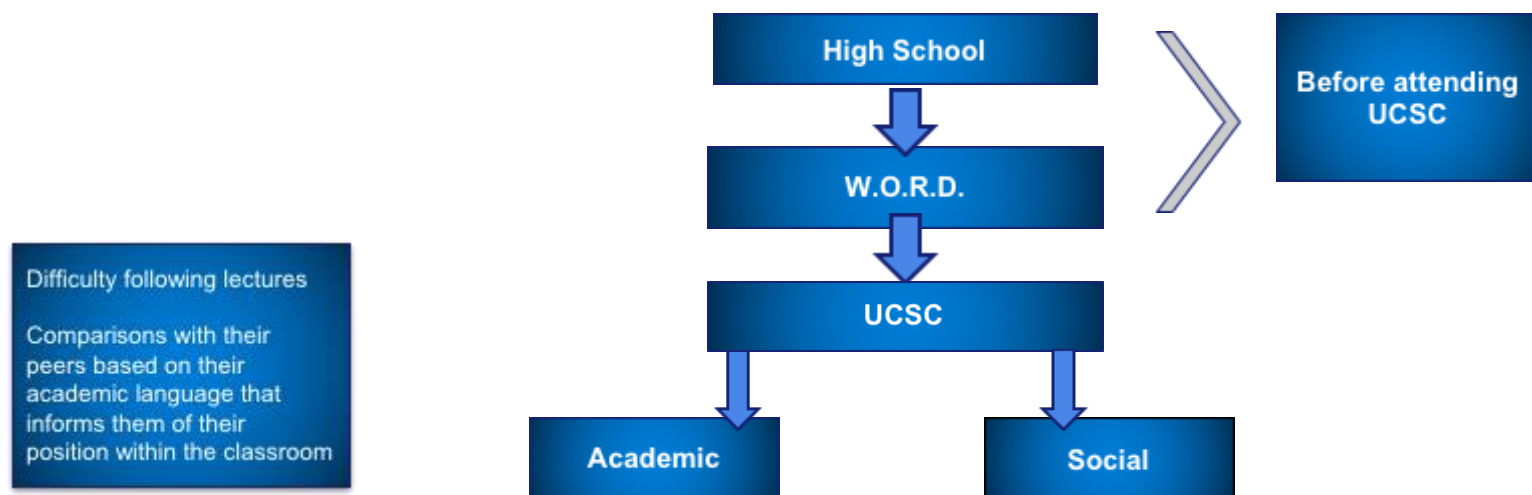 High School
Before attending
UCSC
W.O.R.D.
Difficulty following lectures
Comparisons with their
peers based on their
academic language that
informs them of their
position within the classroom
UCSC
Academic
Social